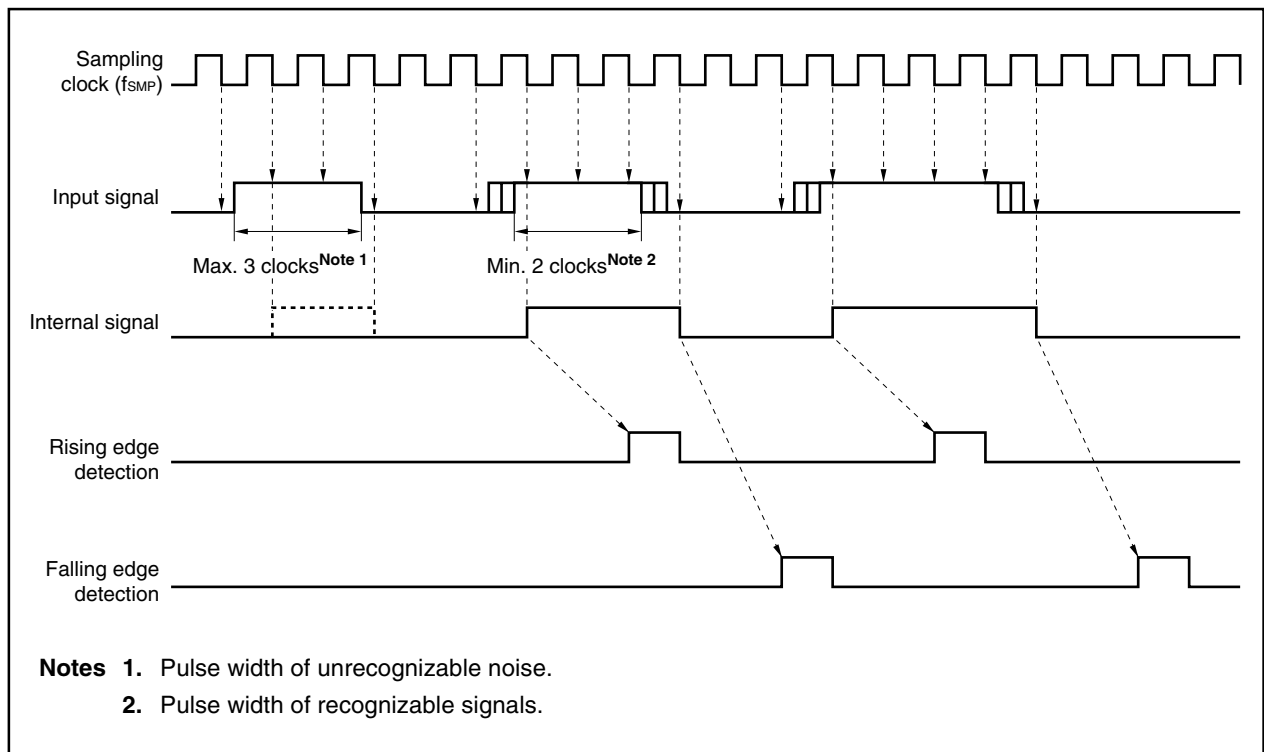 Sampling
clock (fSMP)
Input signal
Max. 3 clocksNote 1
Min. 2 clocksNote 2
Internal signal
Rising edge
detection
Falling edge
detection
Notes 1. Pulse width of unrecognizable noise.
2. Pulse width of recognizable signals.